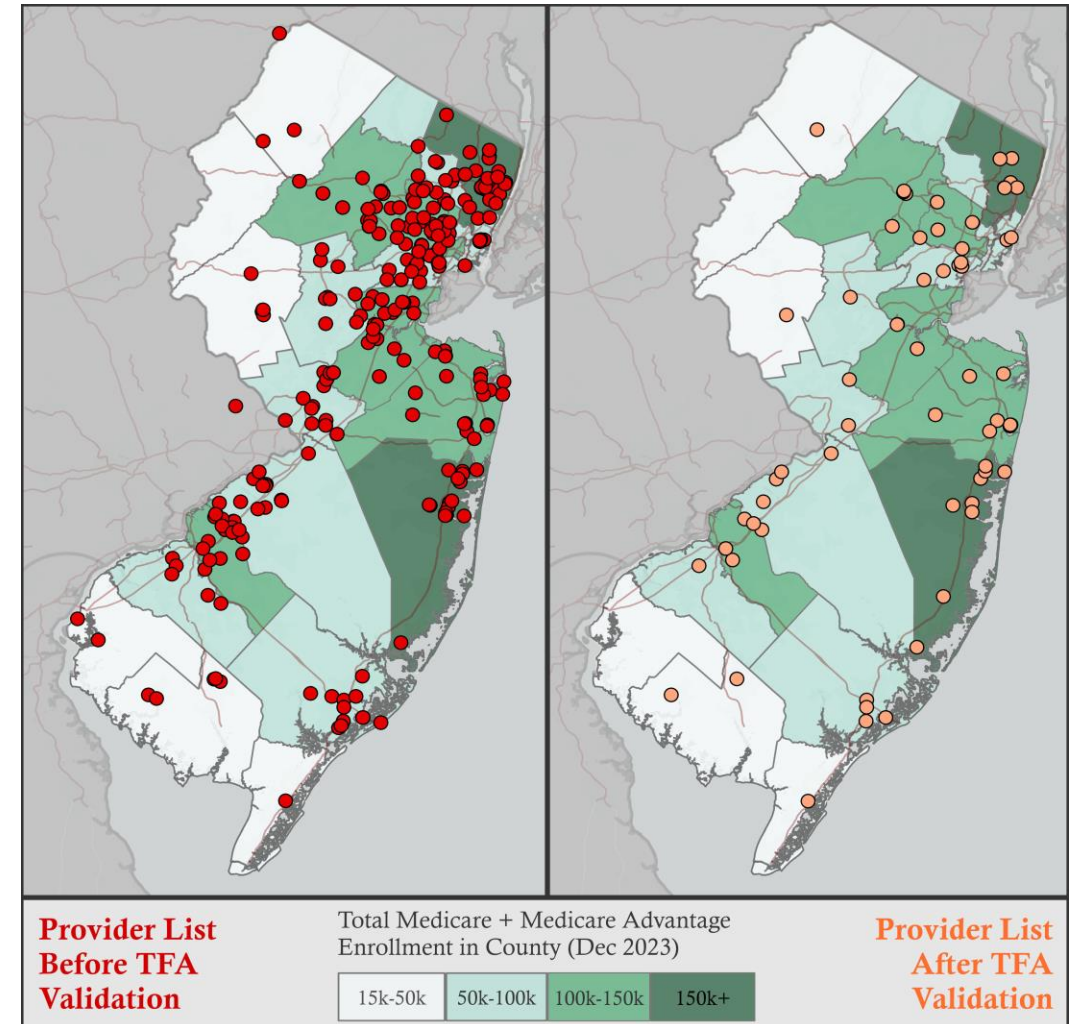 Provider List
Before TFA
Validation
Total Medicare + Medicare Advantage
Enrollment in County (Dec 2023)
15k-50k 50k-100k 100k-150k 150k+
Provider List
After TFA
Validation